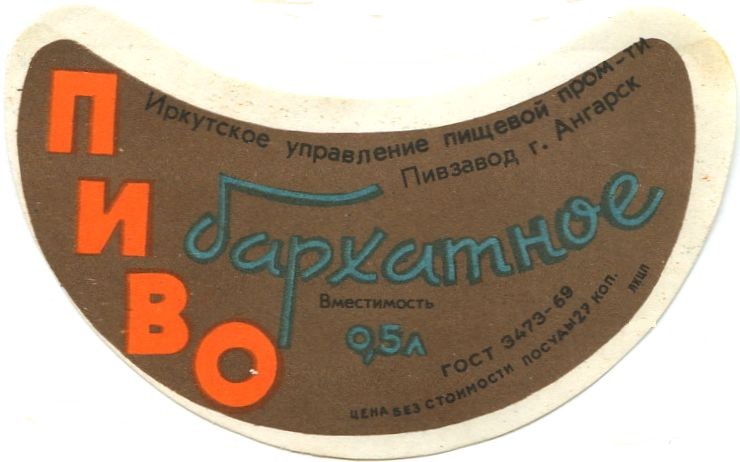 ПИВО
Иркутское управление пищевой пром-ти
Пивзавод г. Ангарск
Бархатное
Вместимость
0,5л
ГОСТ 3473-69
ЦЕНА БЕЗ СТОИМОСТИ ПОСУДЫ 27 КОП.